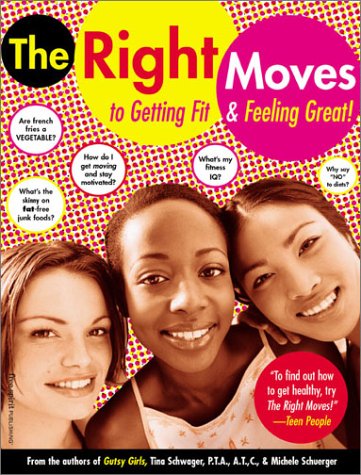 The Right Moves
to Getting Fit & Feeling Great!
Are french
fries a
VEGETABLE?
How do I
get moving
and stay
motivated?
What's my
fitness
IQ?
Why say
"NO"
to diets?
What's the
skinny on
fat-free
junk foods?
"To find out how
to get healthy, try
The Right Moves!"
—Teen People
free spirit PUBLISHING
From the authors of Gutsy Girls, Tina Schwager, P.T.A., A.T.,C., & Michele Schuerger